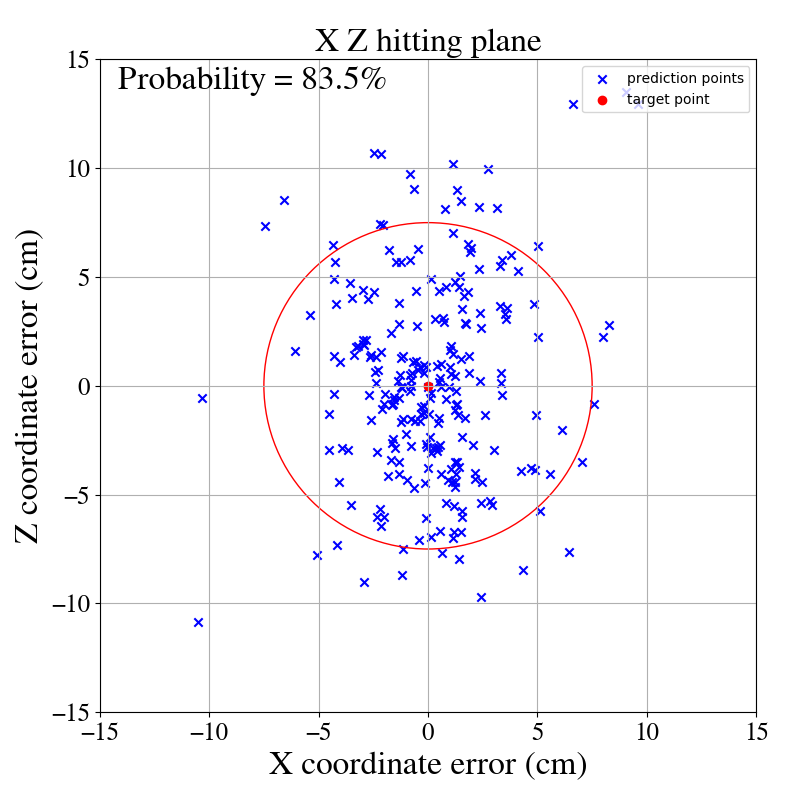 X Z hitting plane
Probability = 83.5%
prediction points
target point
Z coordinate error (cm)
15
10
5
0
−5
−10
−15
−15 −10 −5 0 5 10 15
X coordinate error (cm)